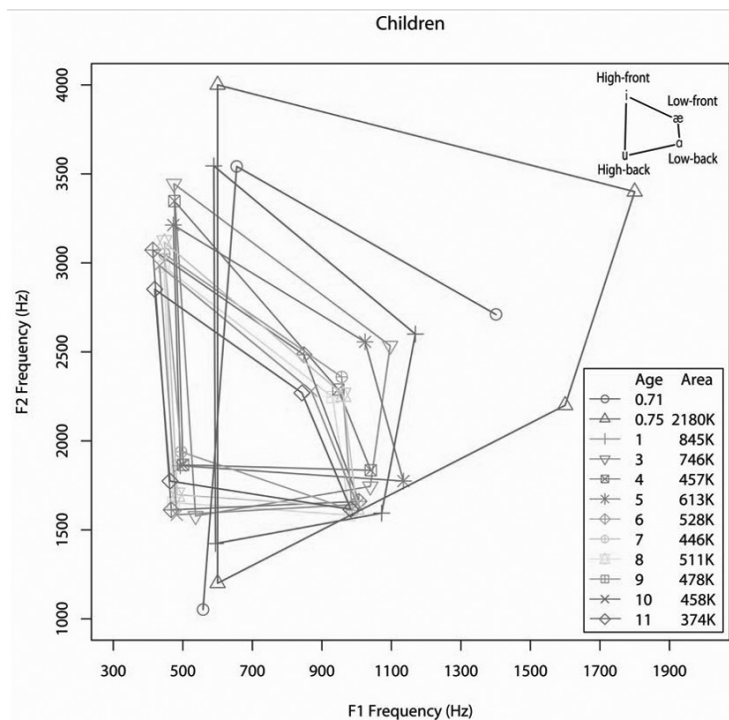 Children
High-front
i
Low-front
æ
ɑ
u
High-back
Low-back
4000
3500
3000
2500
2000
1500
1000
F2 Frequency (Hz)
300 500 700 900 1100 1300 1500 1700 1900
F1 Frequency (Hz)
Age Area
0.71
0.75 2180K
1 845K
3 746K
4 457K
5 613K
6 528K
7 446K
8 511K
9 478K
10 458K
11 374K